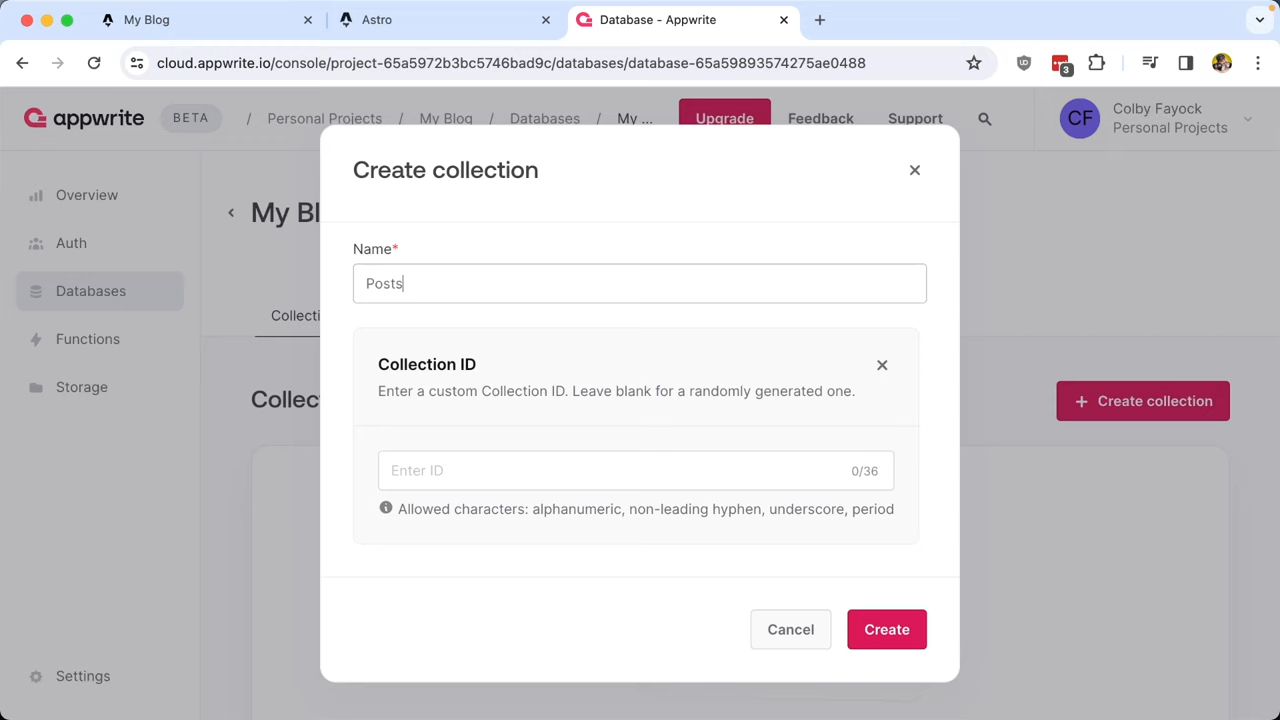 My Blog
Astro
Database - Appwrite
cloud.appwrite.io/console/project-65a5972b3bc5746bad9c/databases/database-65a59893574275ae0488
3
appwrite
BETA
/ Personal Projects / My Blog / Databases / My ...
Upgrade
Feedback
Support
CF
Colby Fayock
Personal Projects
Overview
Auth
Databases
Functions
Storage
Settings
My Bl
Collecti
Collec
Create collection
Create collection
Name*
Posts
Collection ID
Enter a custom Collection ID. Leave blank for a randomly generated one.
Enter ID
0/36
Allowed characters: alphanumeric, non-leading hyphen, underscore, period
Cancel
Create